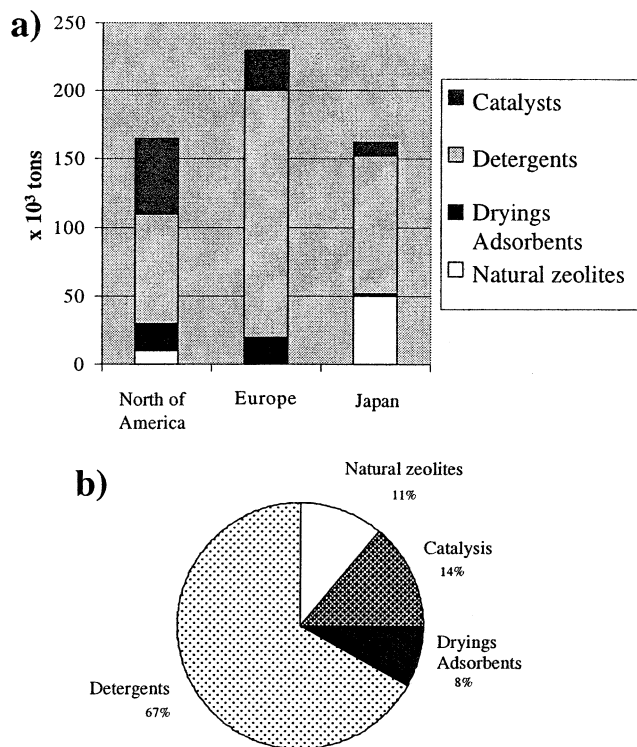 a)
x 10³ tons
250
200
150
100
50
0
North of
America
Europe
Japan
Catalysts
Detergents
Dryings
Adsorbents
Natural zeolites
b)
Natural zeolites
11%
Catalysis
14%
Dryings
Adsorbents
8%
Detergents
67%